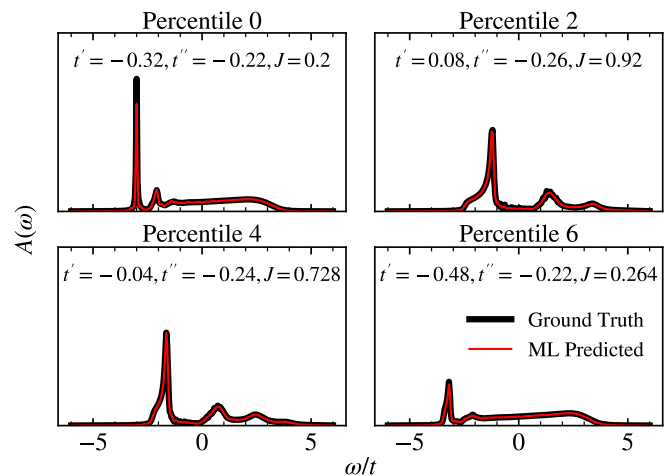 Percentile 0
t′ = −0.32, t′′ = −0.22, J = 0.2
Percentile 2
t′ = 0.08, t′′ = −0.26, J = 0.92
A(ω)
Percentile 4
t′ = −0.04, t′′ = −0.24, J = 0.728
Percentile 6
t′ = −0.48, t′′ = −0.22, J = 0.264
Ground Truth
ML Predicted
−5 0 5
−5 0 5
ω/t